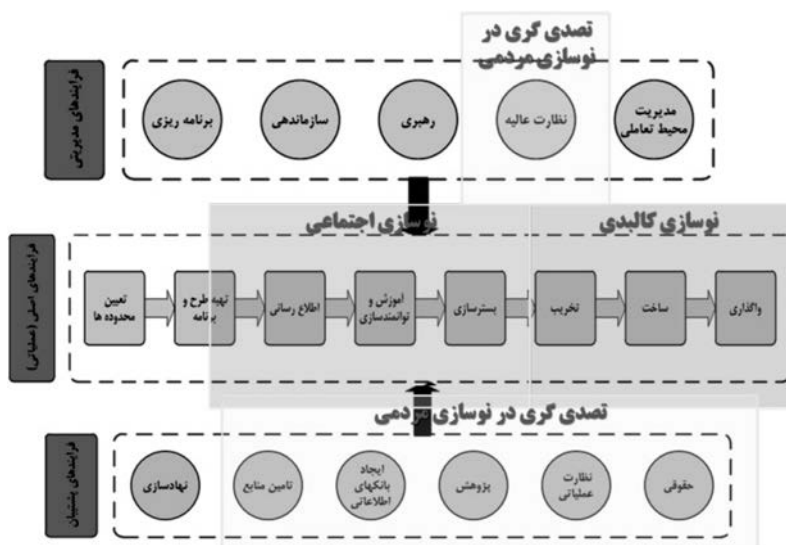 تصدی گری در
نوسازی مردمی
فرایندهای مدیریتی
مدیریت
محیط تعاملی
نظارت عالیه
رهبری
سازماندهی
برنامه ریزی
نوسازی کالبدی
نوسازی اجتماعی
فرایندهای اصلی (عملیاتی)
تعیین
محدوده ها
تهیه طرح و
برنامه
اطلاع رسانی
آموزش و
توانمندسازی
بسترسازی
تخریب
ساخت
واگذاری
تصدی گری در نوسازی مردمی
فرایندهای پشتیبان
حقوقی
نظارت
عملیاتی
پژوهش
ایجاد
بانکهای
اطلاعاتی
تامین منابع
نهادسازی